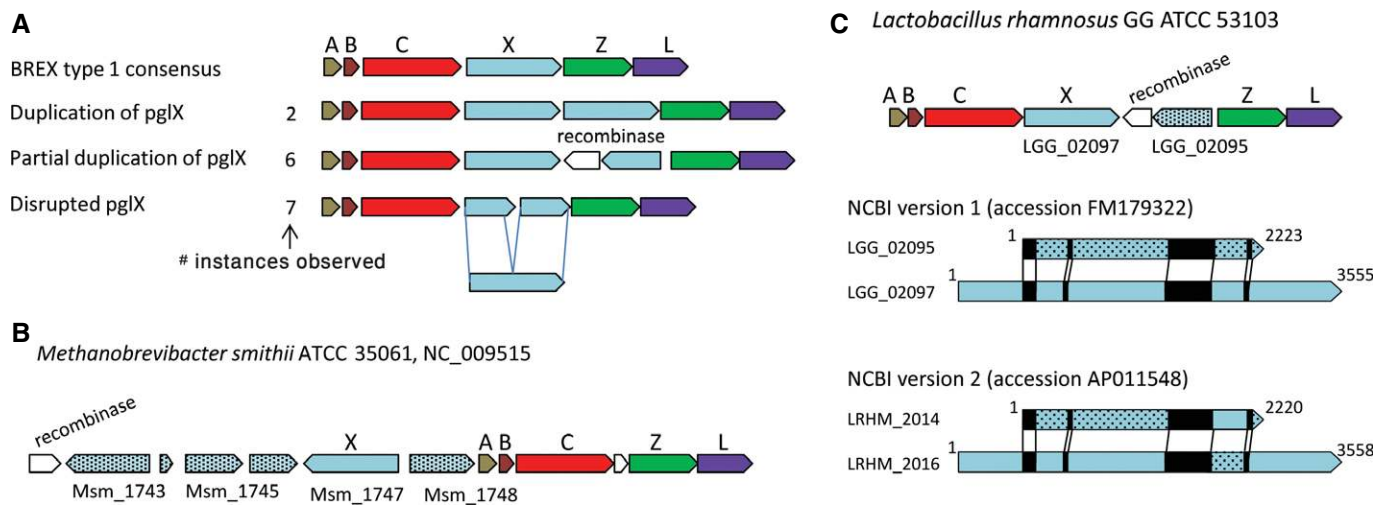 A
A B C X Z L
BREX type 1 consensus
Duplication of pglX 2
recombinase
Partial duplication of pglX 6
Disrupted pglX 7
# instances observed
B
Methanobrevibacter smithii ATCC 35061, NC_009515
recombinase
X A B C Z L
Msm_1743 Msm_1745 Msm_1747 Msm_1748
C
Lactobacillus rhamnosus GG ATCC 53103
recombinase
A B C X Z L
LGG_02097 LGG_02095
NCBI version 1 (accession FM179322)
1 2223
LGG_02095
1 3555
LGG_02097
NCBI version 2 (accession AP011548)
1 2220
LRHM_2014
1 3558
LRHM_2016